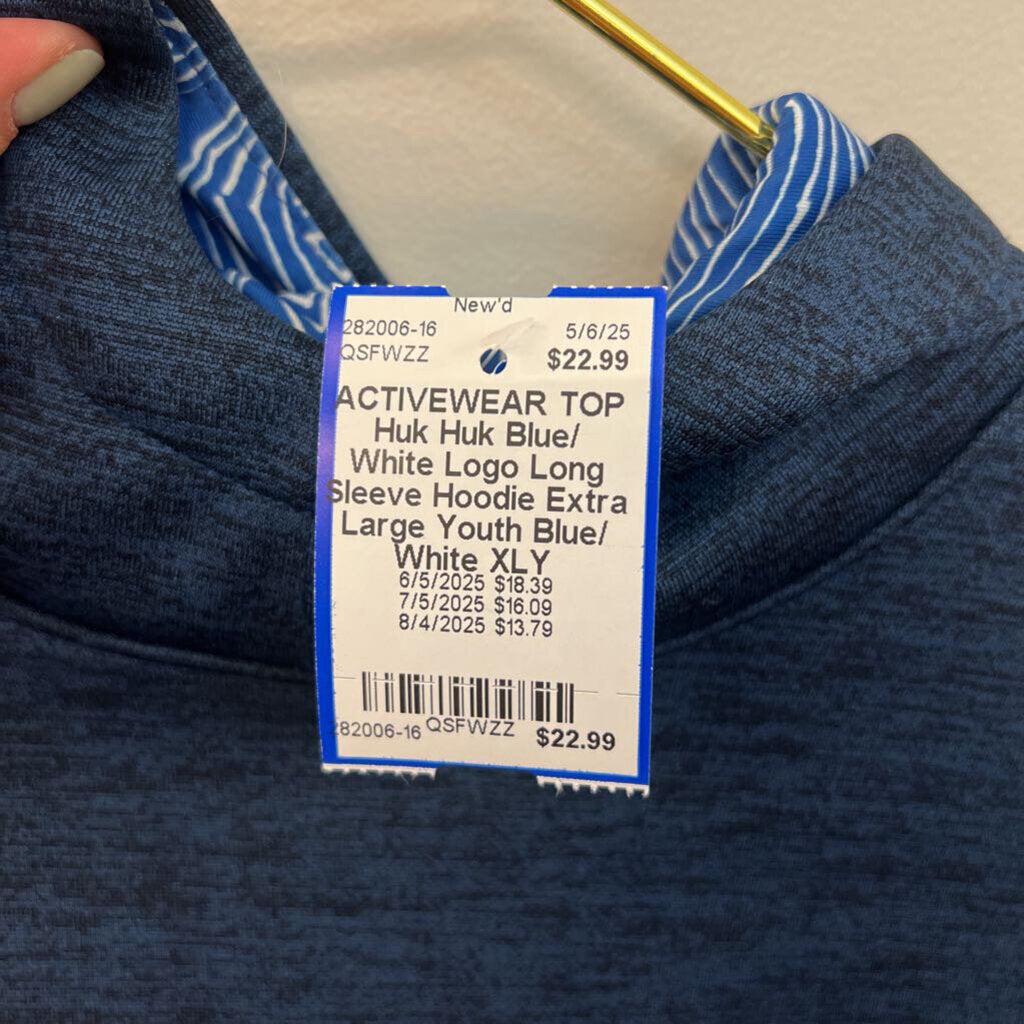 New'd
282006-16 5/6/25
QSFWZZ $22.99
ACTIVEWEAR TOP
Huk Huk Blue/
White Logo Long
Sleeve Hoodie Extra
Large Youth Blue/
White XLY
6/5/2025 $18.39
7/5/2025 $16.09
8/4/2025 $13.79
282006-16 QSFWZZ $22.99